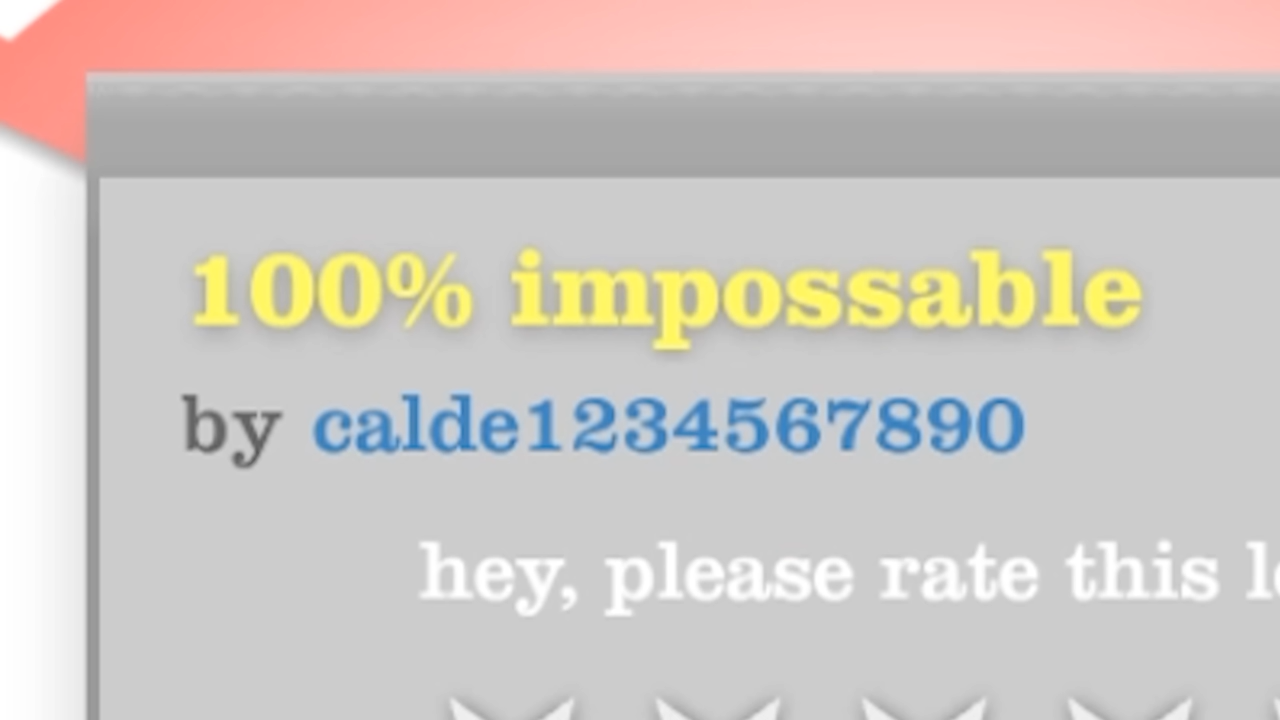 100% impossable
by calde1234567890
hey, please rate this